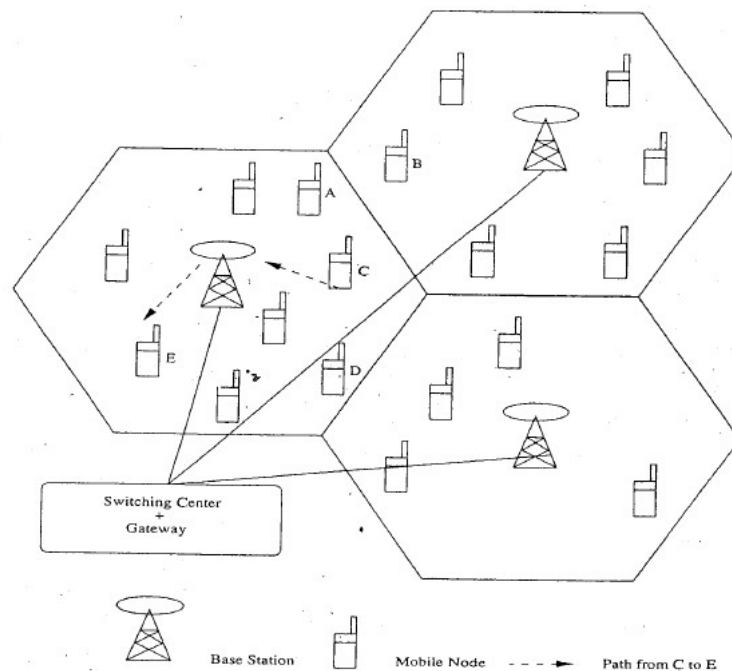 A
B
C
E
D
Switching Center
+
Gateway
Base Station
Mobile Node
Path from C to E